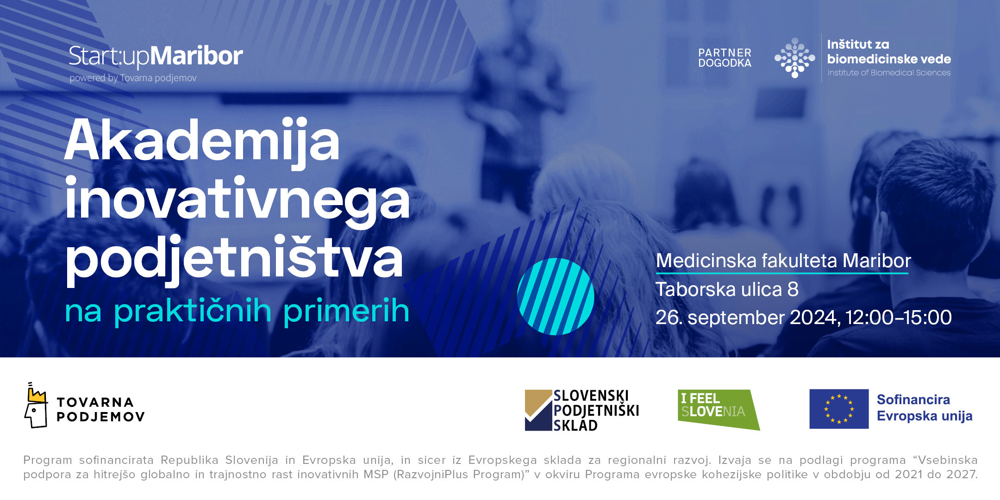 Start:upMaribor
powered by Tovarna podjemov
PARTNER
DOGODKA
Inštitut za
biomedicinske vede
Institute of Biomedical Sciences
Akademija
inovativnega
podjetništva
na praktičnih primerih
Medicinska fakulteta Maribor
Taborska ulica 8
26. september 2024, 12:00–15:00
TOVARNA
PODJEMOV
SLOVENSKI
PODJETNIŠKI
SKLAD
I FEEL
SLOVENIA
Sofinancira
Evropska unija
Program sofinancirata Republika Slovenija in Evropska unija, in sicer iz Evropskega sklada za regionalni razvoj. Izvaja se na podlagi programa “Vsebinska
podpora za hitrejšo globalno in trajnostno rast inovativnih MSP (RazvojniPlus Program)” v okviru Programa evropske kohezijske politike v obdobju od 2021 do 2027.